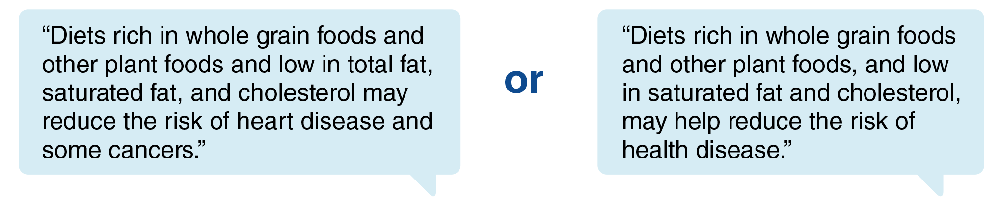 “Diets rich in whole grain foods and
other plant foods and low in total fat,
saturated fat, and cholesterol may
reduce the risk of heart disease and
some cancers.”
or
“Diets rich in whole grain foods
and other plant foods, and low
in saturated fat and cholesterol,
may help reduce the risk of
health disease.”